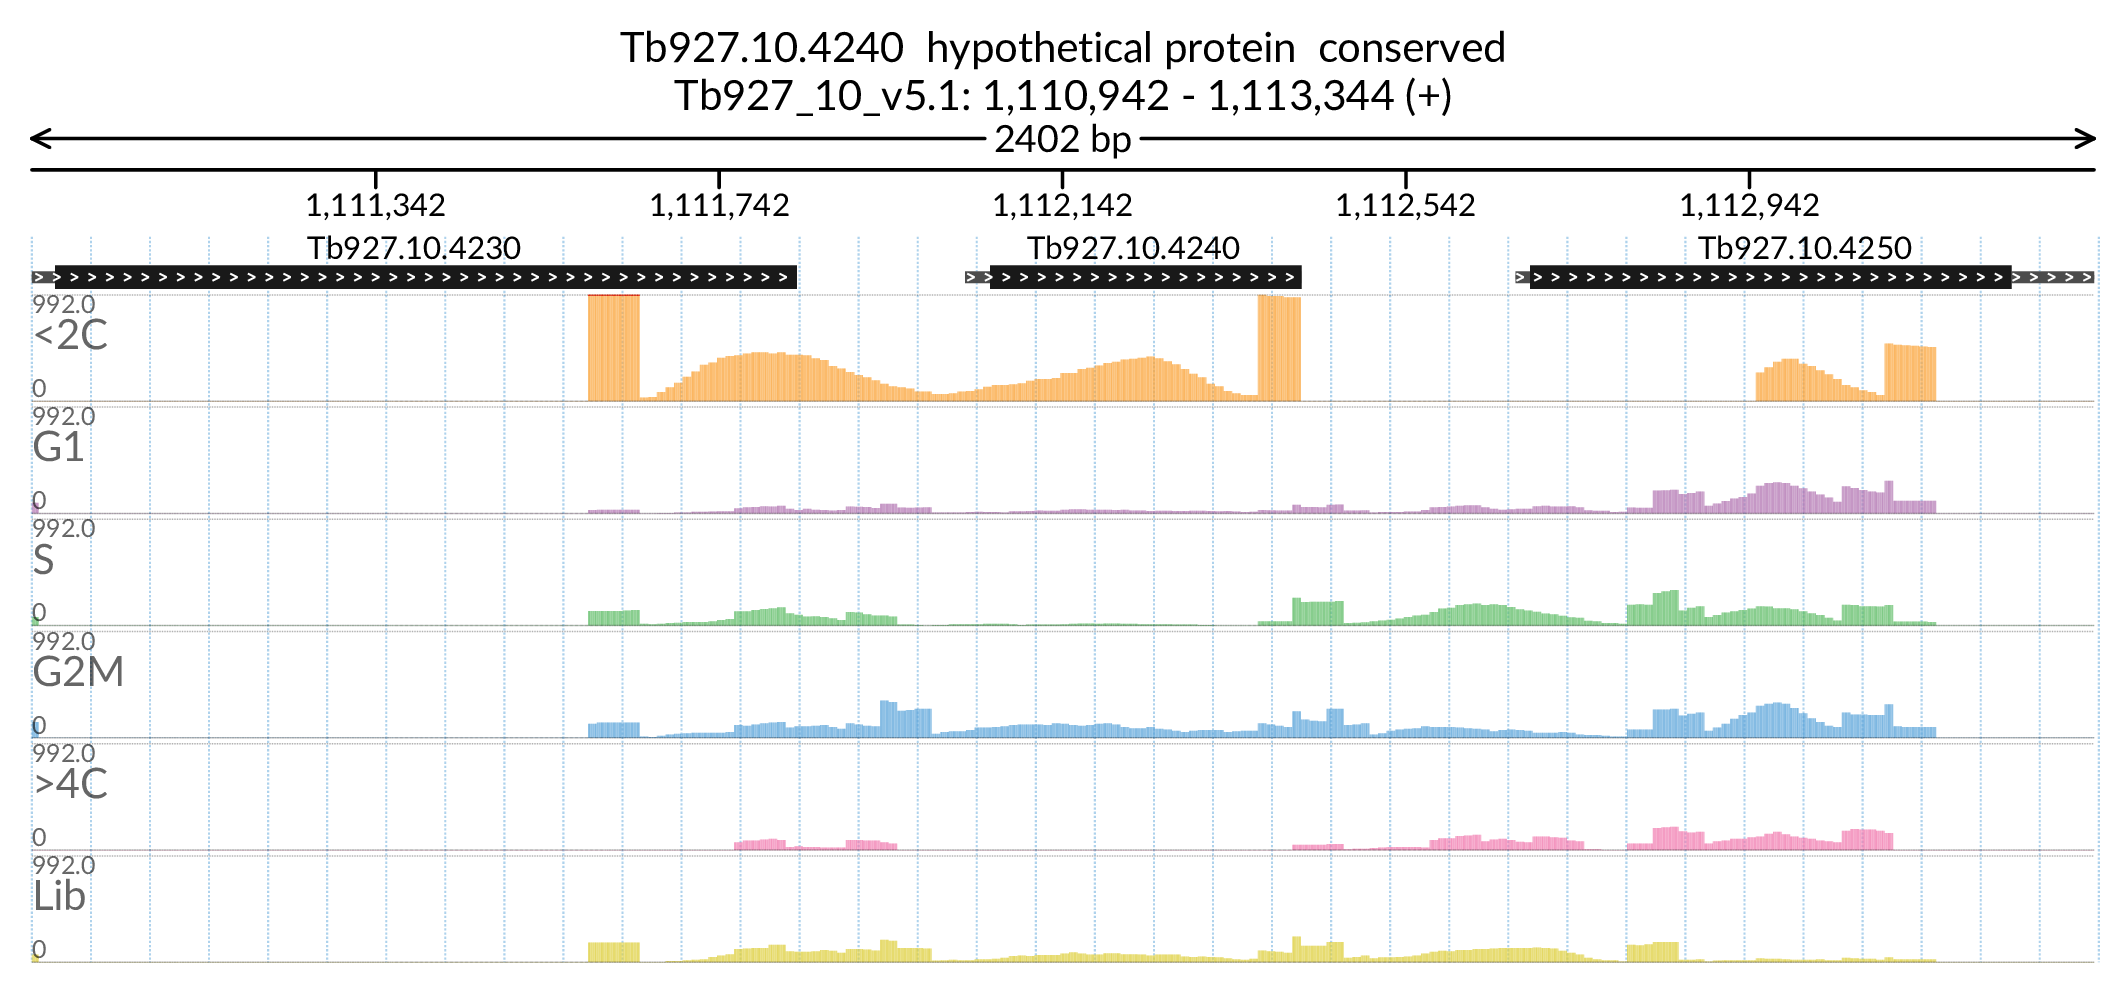 Tb927.10.4240  hypothetical protein  conserved
Tb927_10_v5.1: 1,110,942 - 1,113,344 (+)
2402 bp
1,111,342 1,111,742 1,112,142 1,112,542 1,112,942
Tb927.10.4230 Tb927.10.4240 Tb927.10.4250
992.0
<2C
0
992.0
G1
0
992.0
S
0
992.0
G2M
0
992.0
>4C
0
992.0
Lib
0